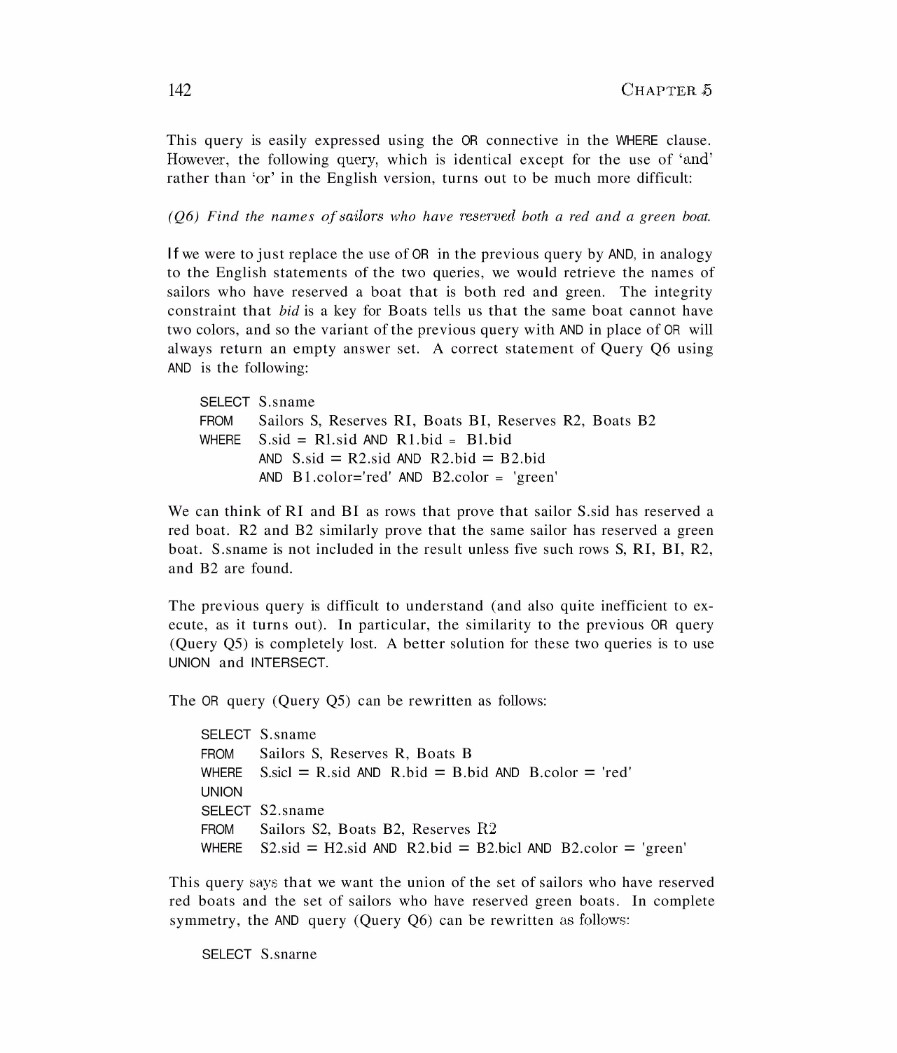 142 CHAPTER 5
This query is easily expressed using the OR connective in the WHERE clause.
However, the following query, which is identical except for the use of 'and'
rather than 'or' in the English version, turns out to be much more difficult:
(Q6) Find the names of sailors who have reserved both a red and a green boat.
If we were to just replace the use of OR in the previous query by AND, in analogy
to the English statements of the two queries, we would retrieve the names of
sailors who have reserved a boat that is both red and green. The integrity
constraint that bid is a key for Boats tells us that the same boat cannot have
two colors, and so the variant of the previous query with AND in place of OR will
always return an empty answer set. A correct statement of Query Q6 using
AND is the following:
SELECT S.sname
FROM Sailors S, Reserves RI, Boats BI, Reserves R2, Boats B2
WHERE S.sid = Rl.sid AND R1.bid = Bl.bid
AND S.sid = R2.sid AND R2.bid = B2.bid
AND B1.color='red' AND B2.color = 'green'
We can think of RI and BI as rows that prove that sailor S.sid has reserved a
red boat. R2 and B2 similarly prove that the same sailor has reserved a green
boat. S.sname is not included in the result unless five such rows S, RI, BI, R2,
and B2 are found.
The previous query is difficult to understand (and also quite inefficient to ex-
ecute, as it turns out). In particular, the similarity to the previous OR query
(Query Q5) is completely lost. A better solution for these two queries is to use
UNION and INTERSECT.
The OR query (Query Q5) can be rewritten as follows:
SELECT S.sname
FROM Sailors S, Reserves R, Boats B
WHERE S.sicl = R.sid AND R.bid = B.bid AND B.color = 'red'
UNION
SELECT S2.sname
FROM Sailors S2, Boats B2, Reserves R2
WHERE S2.sid = H2.sid AND R2.bid = B2.bicl AND B2.color = 'green'
This query says that we want the union of the set of sailors who have reserved
red boats and the set of sailors who have reserved green boats. In complete
symmetry, the AND query (Query Q6) can be rewritten as follows:
SELECT S.snarne